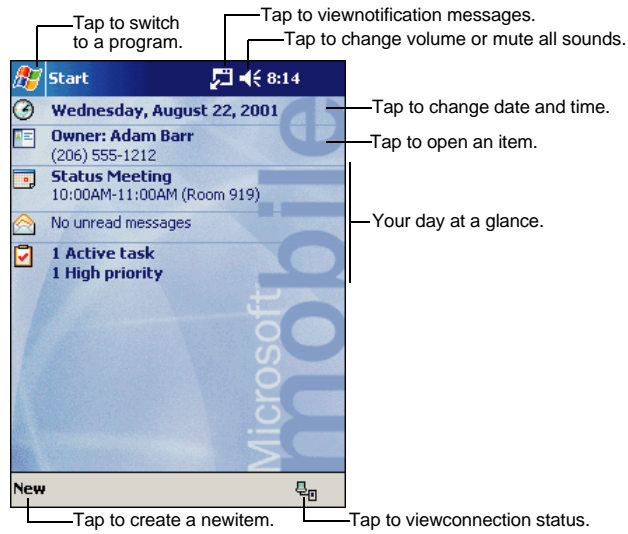 Tap to switch
to a program.
Tap to viewnotification messages.
Tap to change volume or mute all sounds.
Start
8:14
Wednesday, August 22, 2001
Tap to change date and time.
Owner: Adam Barr
(206) 555-1212
Tap to open an item.
Status Meeting
10:00AM-11:00AM (Room 919)
No unread messages
1 Active task
1 High priority
Your day at a glance.
Microsoft
mobile
New
Tap to create a newitem.
Tap to viewconnection status.